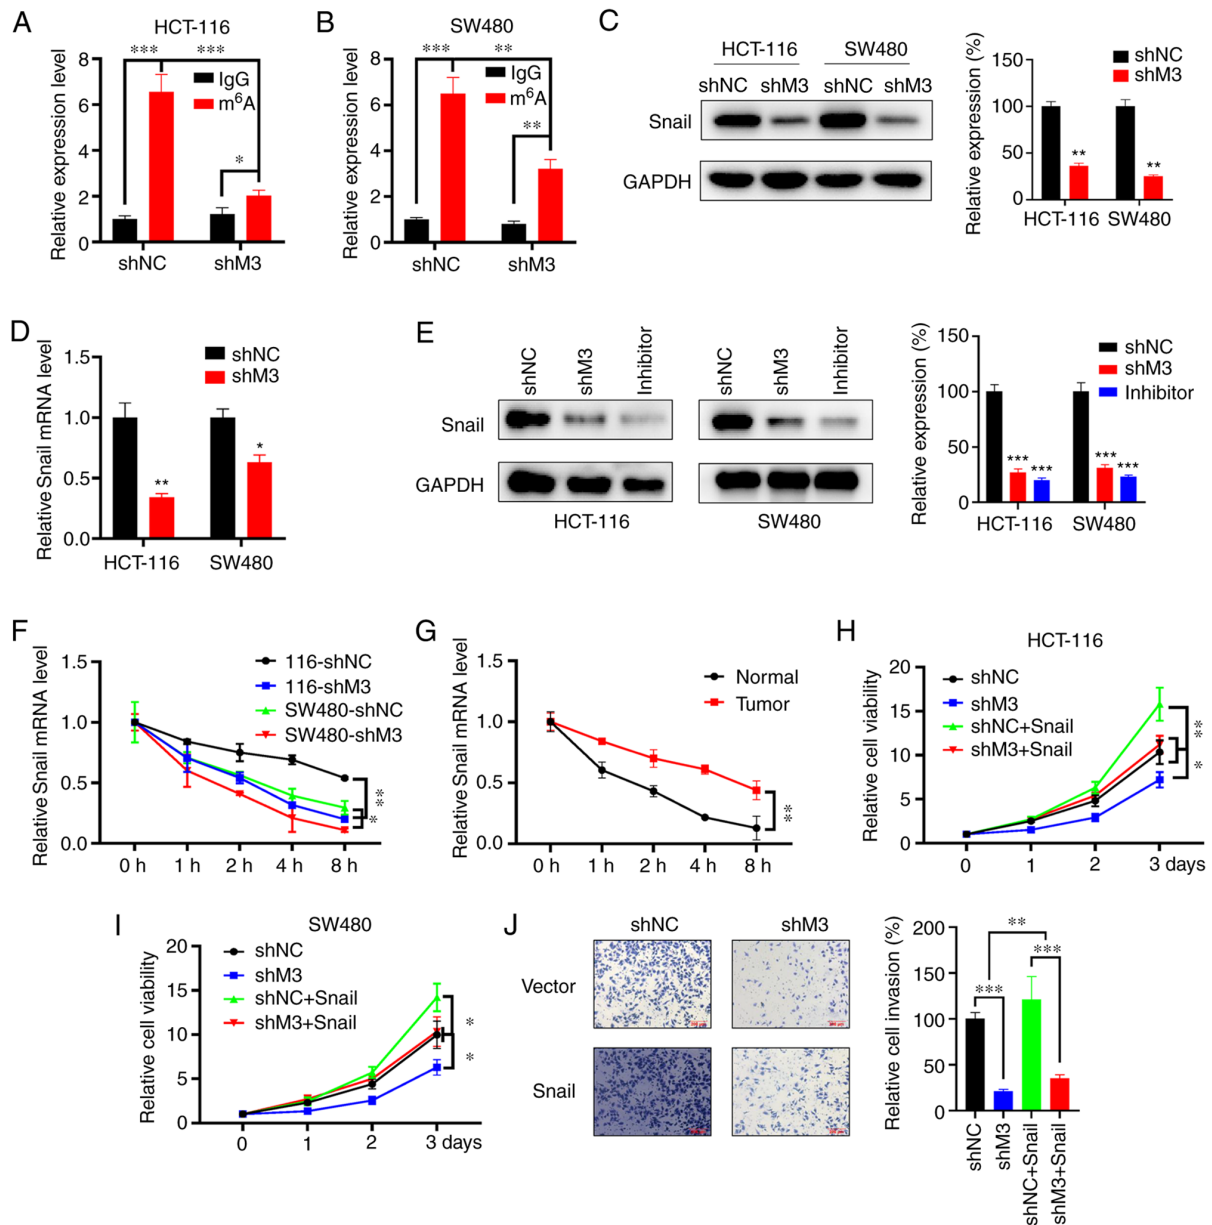 A
HCT-116
Relative expression level
8
6
4
2
0
***
***
*
IgG
m⁶A
shNC
shM3
B
SW480
Relative expression level
8
6
4
2
0
***
**
**
IgG
m⁶A
shNC
shM3
C
HCT-116
SW480
shNC shM3 shNC shM3
Snail
GAPDH
Relative expression (%)
150
100
50
0
shNC
shM3
**
**
HCT-116 SW480
D
Relative Snail mRNA level
1.5
1.0
0.5
0.0
shNC
shM3
**
*
HCT-116 SW480
E
shNC
shM3
Inhibitor
shNC
shM3
Inhibitor
Snail
GAPDH
HCT-116
SW480
Relative expression (%)
150
100
50
0
shNC
shM3
Inhibitor
*** ***
*** ***
HCT-116 SW480
F
Relative Snail mRNA level
1.5
1.0
0.5
0.0
116-shNC
116-shM3
SW480-shNC
SW480-shM3
**
*
0 h 1 h 2 h 4 h 8 h
G
Relative Snail mRNA level
1.5
1.0
0.5
0.0
Normal
Tumor
**
0 h 1 h 2 h 4 h 8 h
H
HCT-116
Relative cell viability
20
15
10
5
0
shNC
shM3
shNC+Snail
shM3+Snail
**
*
0 1 2 3 days
I
SW480
Relative cell viability
20
15
10
5
0
shNC
shM3
shNC+Snail
shM3+Snail
*
*
0 1 2 3 days
J
shNC shM3
Vector
Snail
Relative cell invasion (%)
200
150
100
50
0
**
***
***
shNC
shM3
shNC+Snail
shM3+Snail